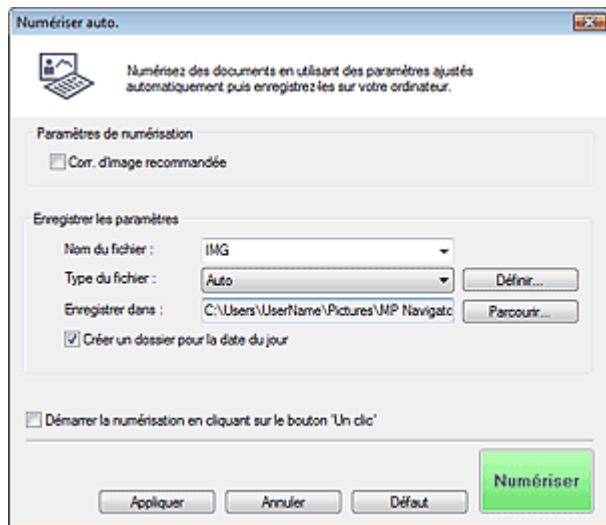 Numériser auto.
Numérisez des documents en utilisant des paramètres ajustés
automatiquement puis enregistrez-les sur votre ordinateur.
Paramètres de numérisation
Corr. d'image recommandée
Enregistrer les paramètres
Nom du fichier : IMG
Type du fichier : Auto Définir...
Enregistrer dans : C:\Users\UserName\Pictures\MP Navigatc Parcourir...
Créer un dossier pour la date du jour
Démarrer la numérisation en cliquant sur le bouton 'Un clic'
Numériser
Appliquer Annuler Défaut